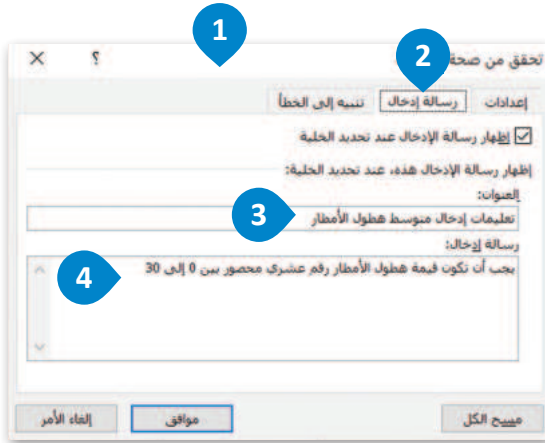 1
2
تحقق من صحة
؟
إعدادات
رسالة إدخال
تنبيه إلى الخطأ
إظهار رسالة الإدخال عند تحديد الخلية
إظهار رسالة الإدخال هذه، عند تحديد الخلية:
العنوان:
تعليمات إدخال متوسط هطول الأمطار
3
رسالة إدخال:
يجب أن تكون قيمة هطول الأمطار رقم عشري محصور بين 0 إلى 30
4
مسح الكل
موافق
إلغاء الأمر